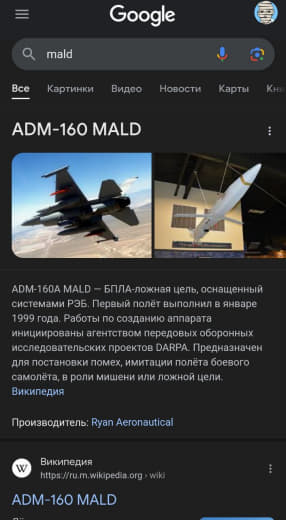 Google
mald
Все Картинки Видео Новости Карты
ADM-160 MALD
ADM-160A MALD — БПЛА-ложная цель, оснащенный
системами РЭБ. Первый полёт выполнил в январе
1999 года. Работы по созданию аппарата
инициированы агентством передовых оборонных
исследовательских проектов DARPA. Предназначен
для постановки помех, имитации полёта боевого
самолёта, в роли мишени или ложной цели.
Википедия
Производитель: Ryan Aeronautical
W
Википедия
https://ru.m.wikipedia.org › wiki
ADM-160 MALD